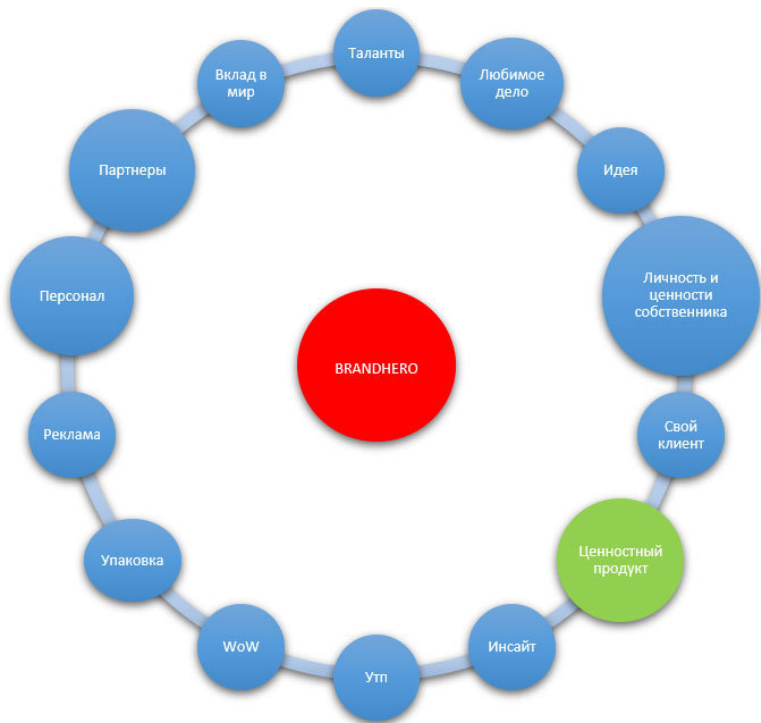 Таланты
Любимое
дело
Идея
Личность и
ценности
собственника
Свой
клиент
Ценностный
продукт
Инсайт
Утп
WoW
Упаковка
Реклама
Персонал
Партнеры
Вклад в
мир
BRANDHERO